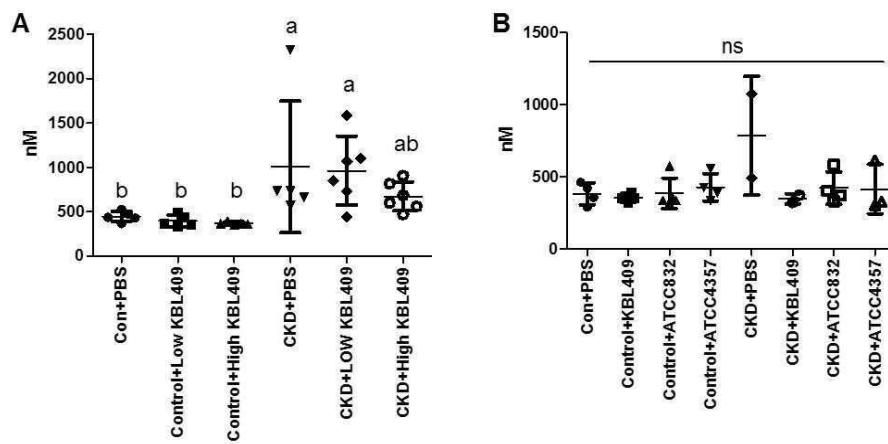 A
nM
2500
2000
1500
1000
500
0
b
b
b
a
a
ab
Con+PBS
Control+Low KBL409
Control+High KBL409
CKD+PBS
CKD+LOW KBL409
CKD+High KBL409
B
nM
1500
1000
500
0
ns
Con+PBS
Control+KBL409
Control+ATCC832
Control+ATCC4357
CKD+PBS
CKD+KBL409
CKD+ATCC832
CKD+ATCC4357